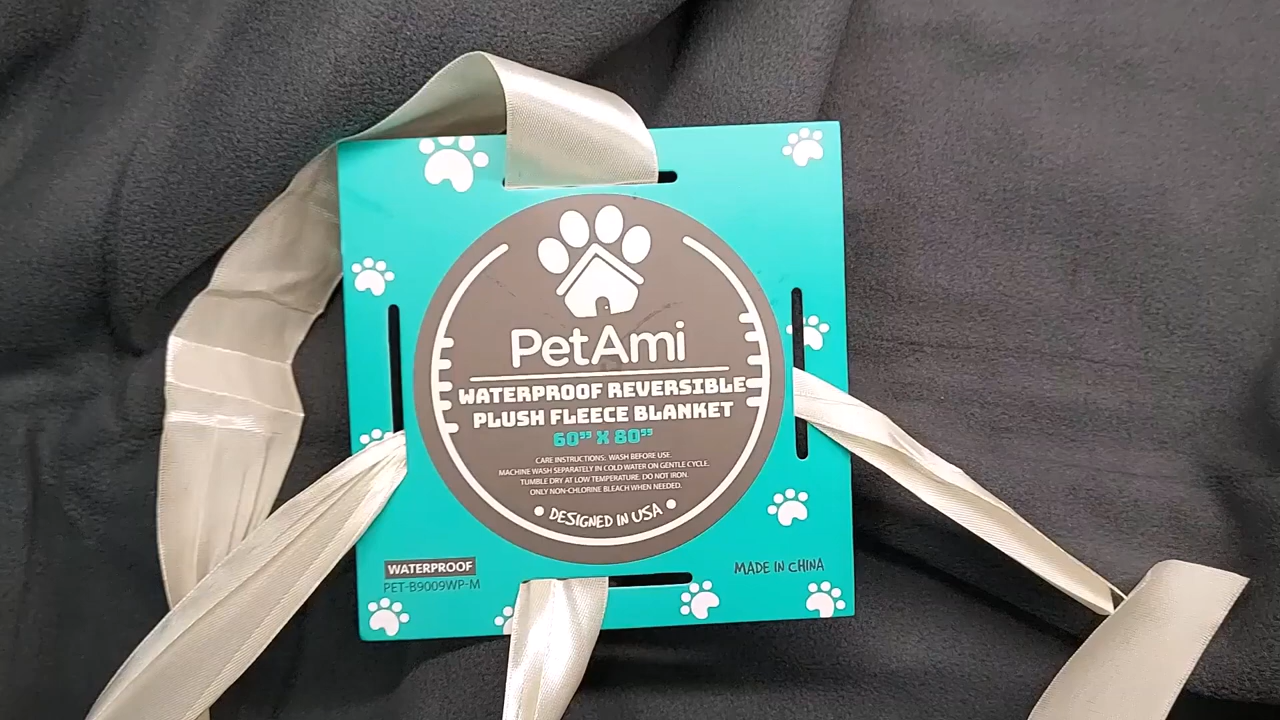 PetAmi
WATERPROOF REVERSIBLE
PLUSH FLEECE BLANKET
60" X 80"
CARE INSTRUCTIONS: WASH BEFORE USE.
MACHINE WASH SEPARATELY IN COLD WATER ON GENTLE CYCLE.
TUMBLE DRY AT LOW TEMPERATURE. DO NOT IRON.
ONLY NON-CHLORINE BLEACH WHEN NEEDED.
• DESIGNED IN USA •
WATERPROOF
PET-B9009WP-M
MADE IN CHINA